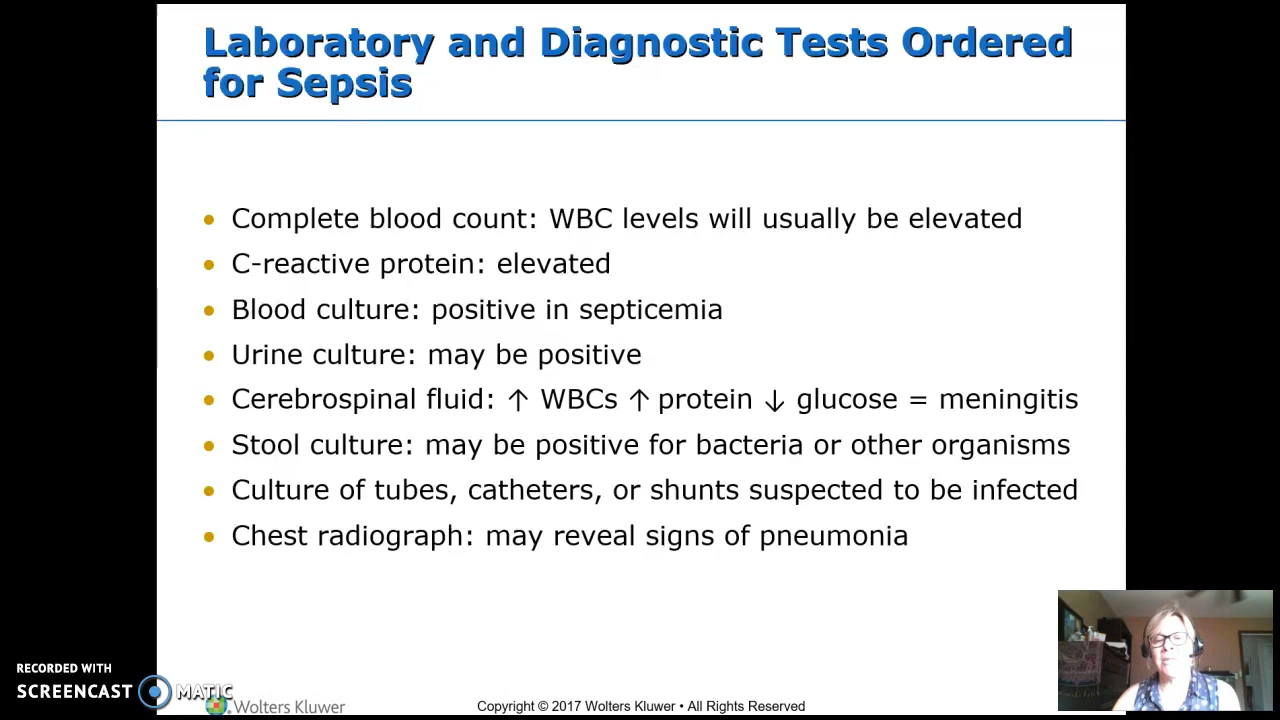 Laboratory and Diagnostic Tests Ordered
for Sepsis
• Complete blood count: WBC levels will usually be elevated
• C-reactive protein: elevated
• Blood culture: positive in septicemia
• Urine culture: may be positive
• Cerebrospinal fluid: ↑ WBCs ↑ protein ↓ glucose = meningitis
• Stool culture: may be positive for bacteria or other organisms
• Culture of tubes, catheters, or shunts suspected to be infected
• Chest radiograph: may reveal signs of pneumonia
RECORDED WITH
SCREENCAST MATIC
Wolters Kluwer
Copyright © 2017 Wolters Kluwer • All Rights Reserved